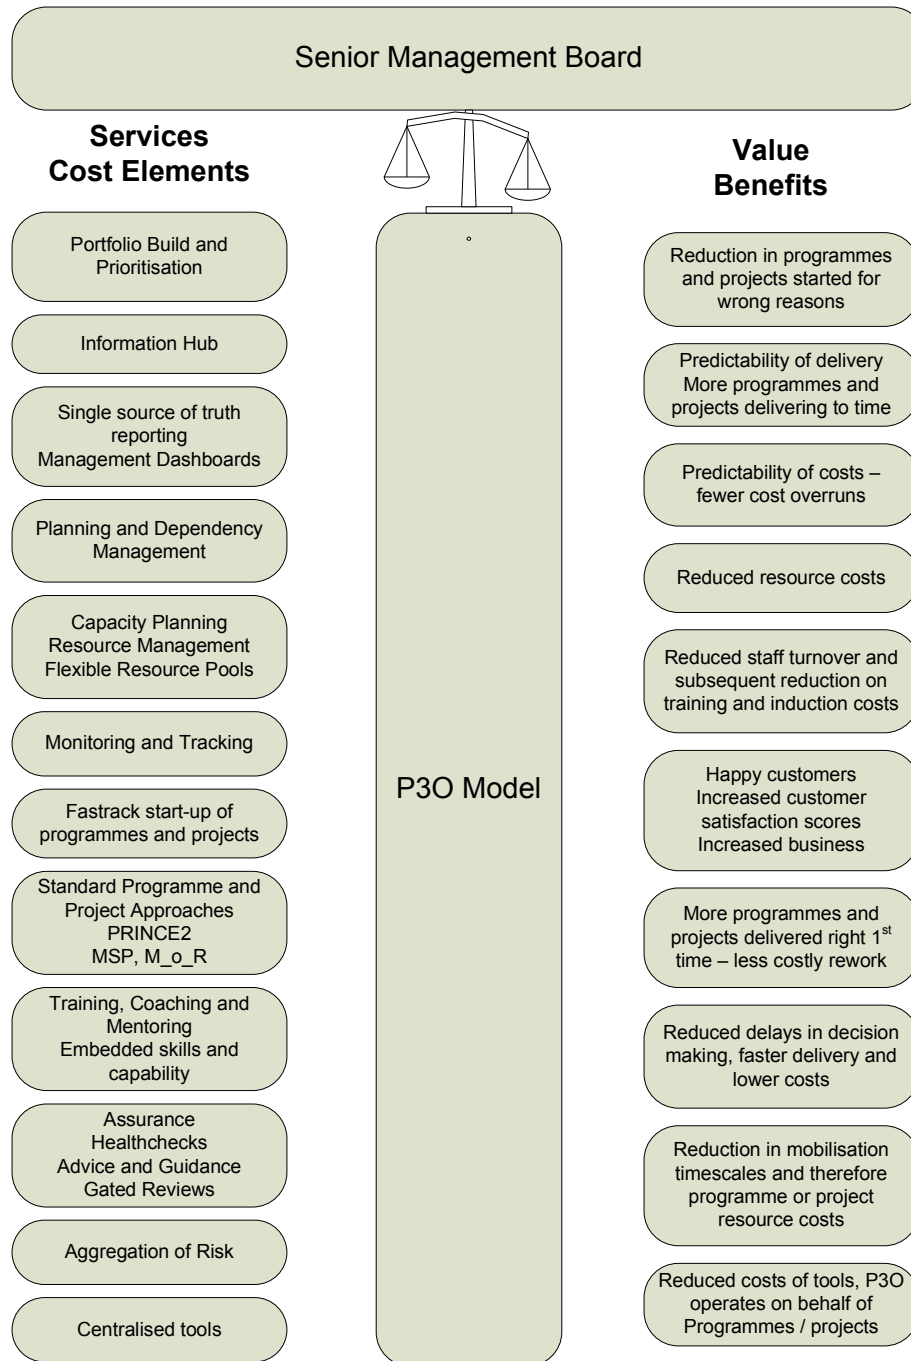 Senior Management Board
Services
Cost Elements
Portfolio Build and
Prioritisation
Information Hub
Single source of truth
reporting
Management Dashboards
Planning and Dependency
Management
Capacity Planning
Resource Management
Flexible Resource Pools
Monitoring and Tracking
Fastrack start-up of
programmes and projects
Standard Programme and
Project Approaches
PRINCE2
MSP, M_o_R
Training, Coaching and
Mentoring
Embedded skills and
capability
Assurance
Healthchecks
Advice and Guidance
Gated Reviews
Aggregation of Risk
Centralised tools
P3O Model
Value
Benefits
Reduction in programmes
and projects started for
wrong reasons
Predictability of delivery
More programmes and
projects delivering to time
Predictability of costs –
fewer cost overruns
Reduced resource costs
Reduced staff turnover and
subsequent reduction on
training and induction costs
Happy customers
Increased customer
satisfaction scores
Increased business
More programmes and
projects delivered right 1st
time – less costly rework
Reduced delays in decision
making, faster delivery and
lower costs
Reduction in mobilisation
timescales and therefore
programme or project
resource costs
Reduced costs of tools, P3O
operates on behalf of
Programmes / projects